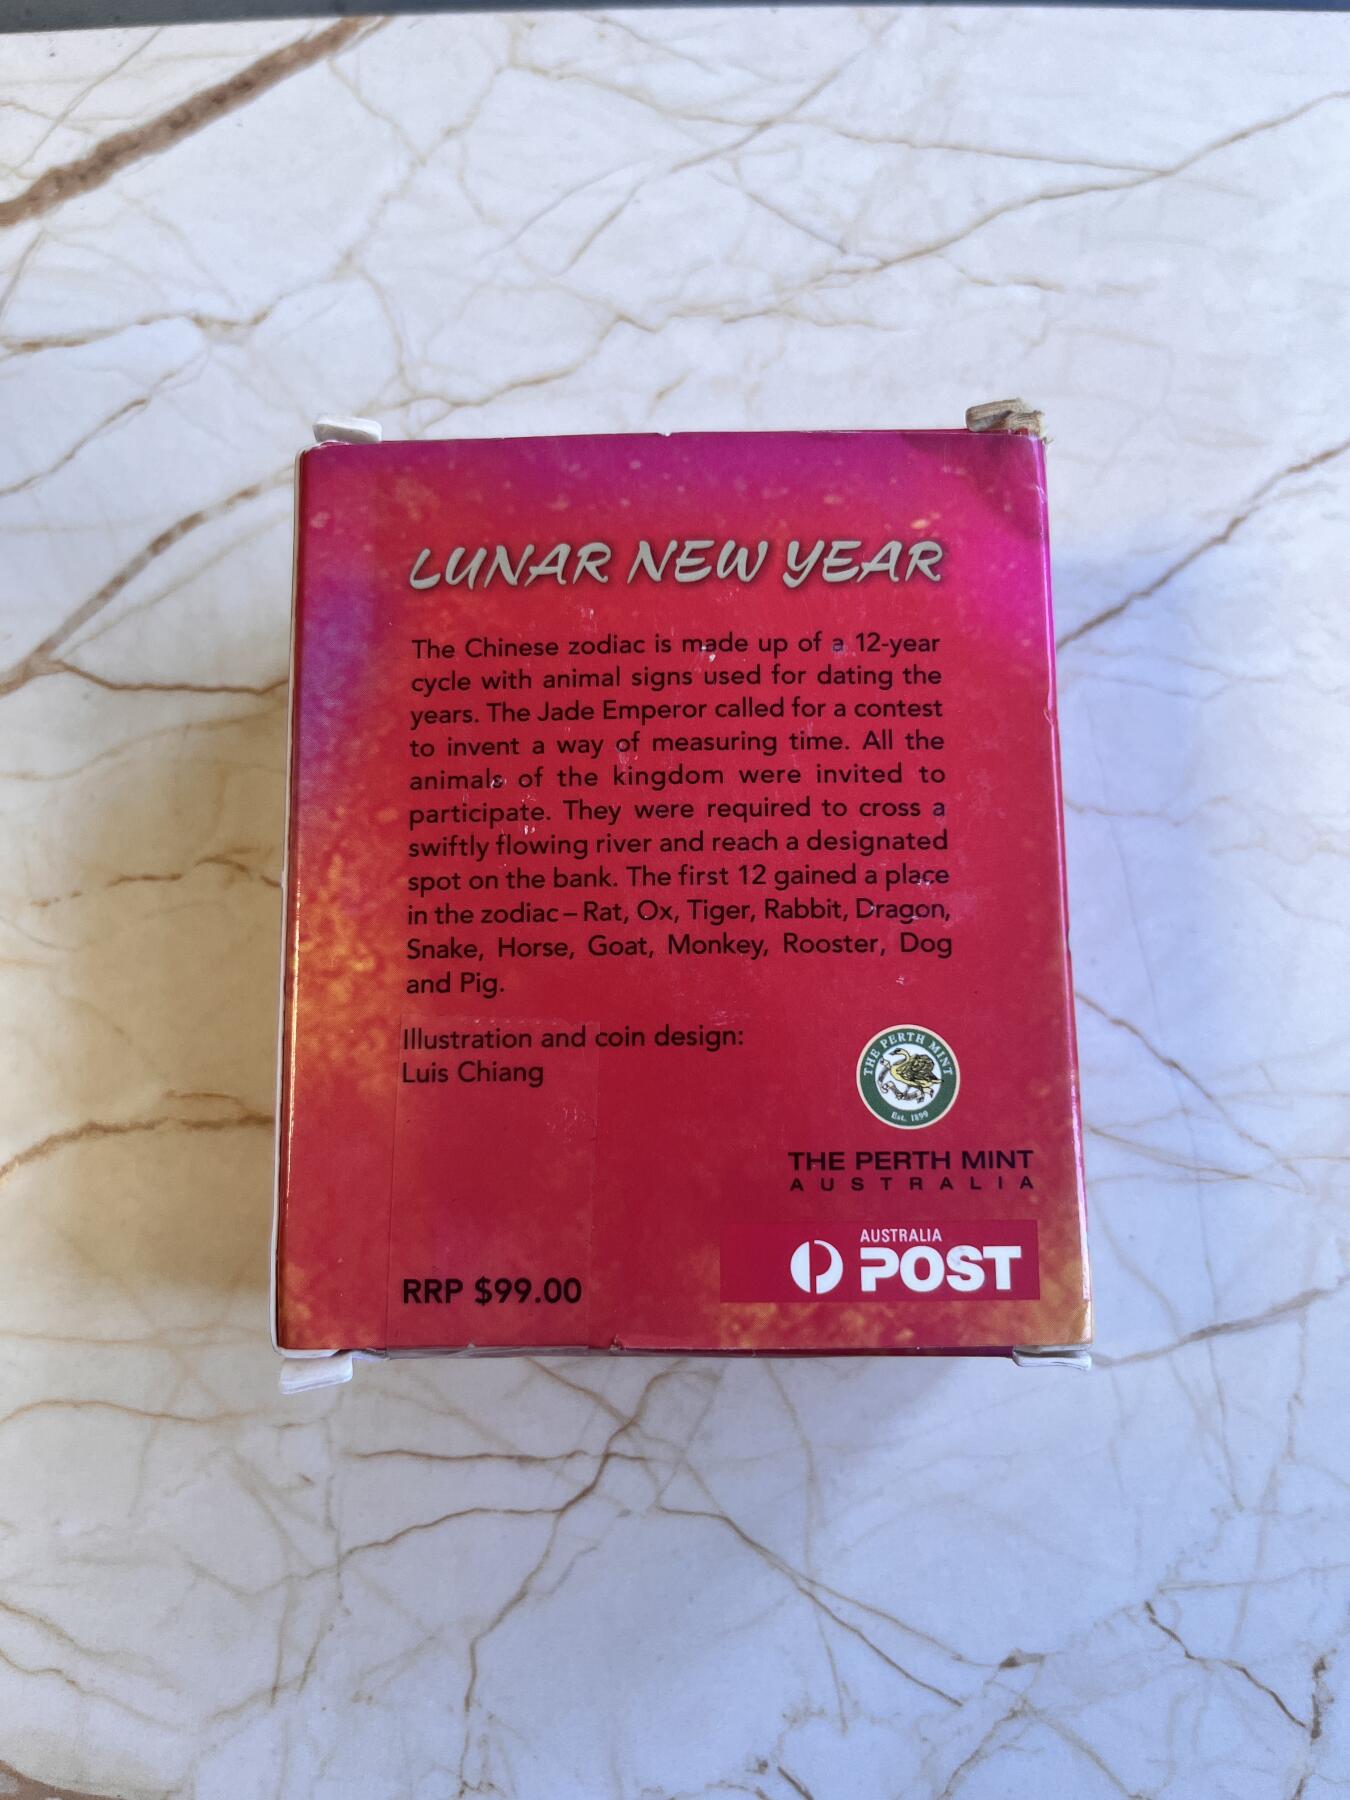 LUNAR NEW YEAR
The Chinese zodiac is made up of a 12-year
cycle with animal signs used for dating the
years. The Jade Emperor called for a contest
to invent a way of measuring time. All the
animals of the kingdom were invited to
participate. They were required to cross a
swiftly flowing river and reach a designated
spot on the bank. The first 12 gained a place
in the zodiac – Rat, Ox, Tiger, Rabbit, Dragon,
Snake, Horse, Goat, Monkey, Rooster, Dog
and Pig.
Illustration and coin design:
Luis Chiang
THE PERTH MINT
Est. 1899
THE PERTH MINT
AUSTRALIA
AUSTRALIA
POST
RRP $99.00